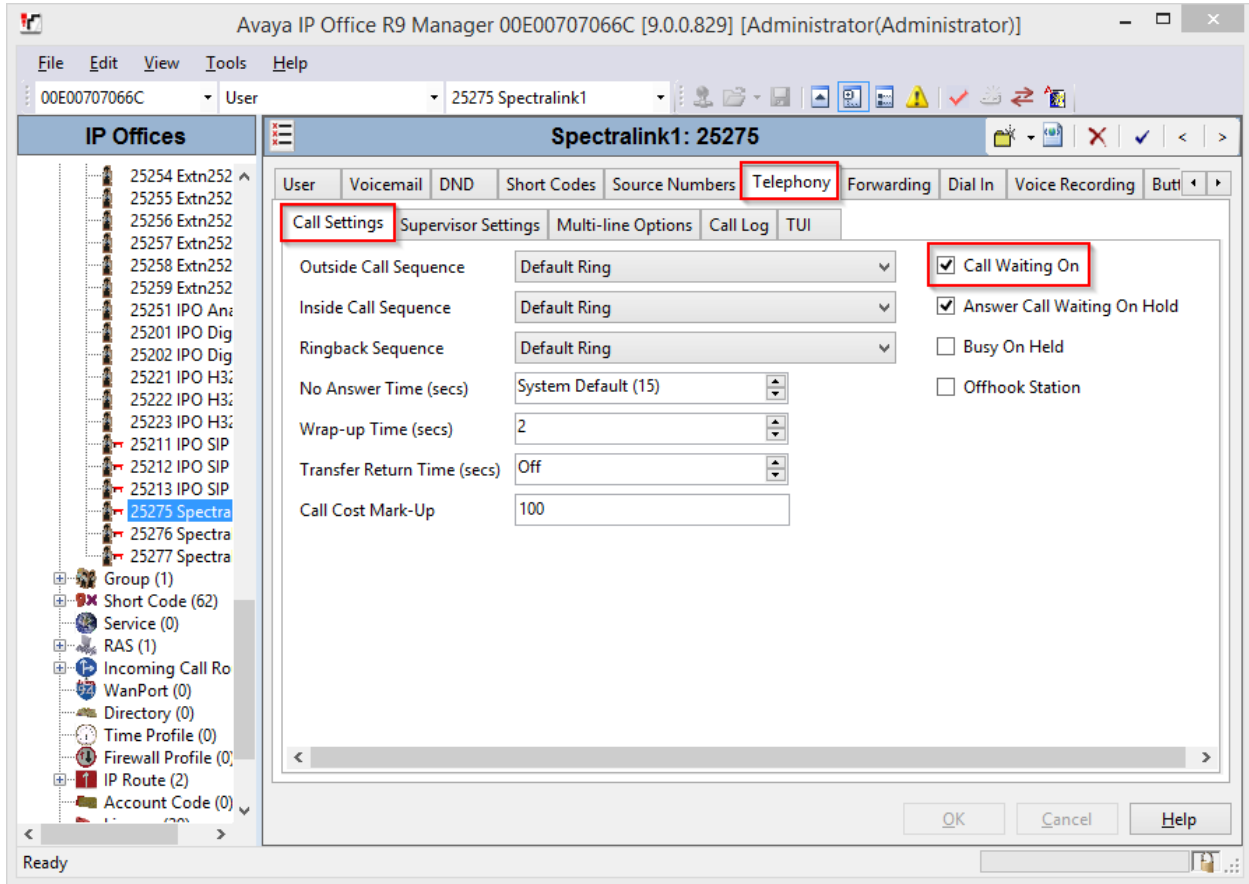 Avaya IP Office R9 Manager 00E00707066C [9.0.0.829] [Administrator(Administrator)]
File Edit View Tools Help
00E00707066C User 25275 Spectralink1
IP Offices
25254 Extn252
25255 Extn252
25256 Extn252
25257 Extn252
25258 Extn252
25259 Extn252
25251 IPO Ana
25201 IPO Dig
25202 IPO Dig
25221 IPO H32
25222 IPO H32
25223 IPO H32
25211 IPO SIP
25212 IPO SIP
25213 IPO SIP
25275 Spectra
25276 Spectra
25277 Spectra
Group (1)
Short Code (62)
Service (0)
RAS (1)
Incoming Call Ro
WanPort (0)
Directory (0)
Time Profile (0)
Firewall Profile (0)
IP Route (2)
Account Code (0)
Spectralink1: 25275
User Voicemail DND Short Codes Source Numbers Telephony Forwarding Dial In Voice Recording Butt
Call Settings Supervisor Settings Multi-line Options Call Log TUI
Outside Call Sequence Default Ring Call Waiting On
Inside Call Sequence Default Ring Answer Call Waiting On Hold
Ringback Sequence Default Ring Busy On Held
No Answer Time (secs) System Default (15) Offhook Station
Wrap-up Time (secs) 2
Transfer Return Time (secs) Off
Call Cost Mark-Up 100
OK Cancel Help
Ready